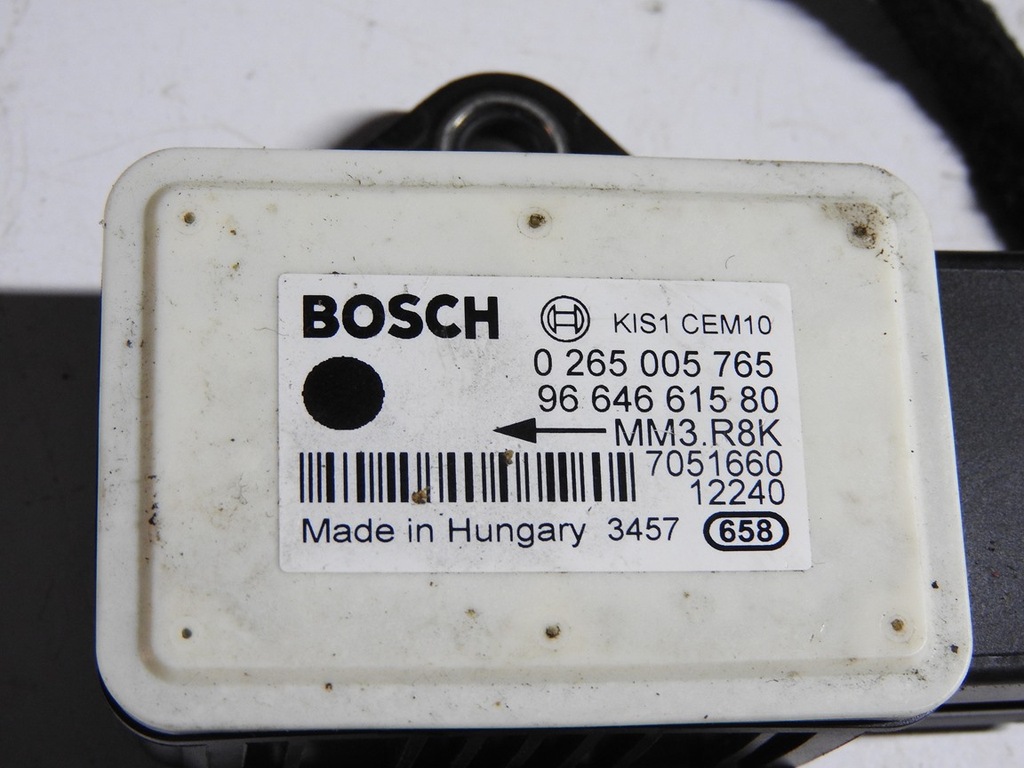 BOSCH KIS1 CEM10
0 265 005 765
96 646 615 80
MM3.R8K
7051660
12240
Made in Hungary 3457 658